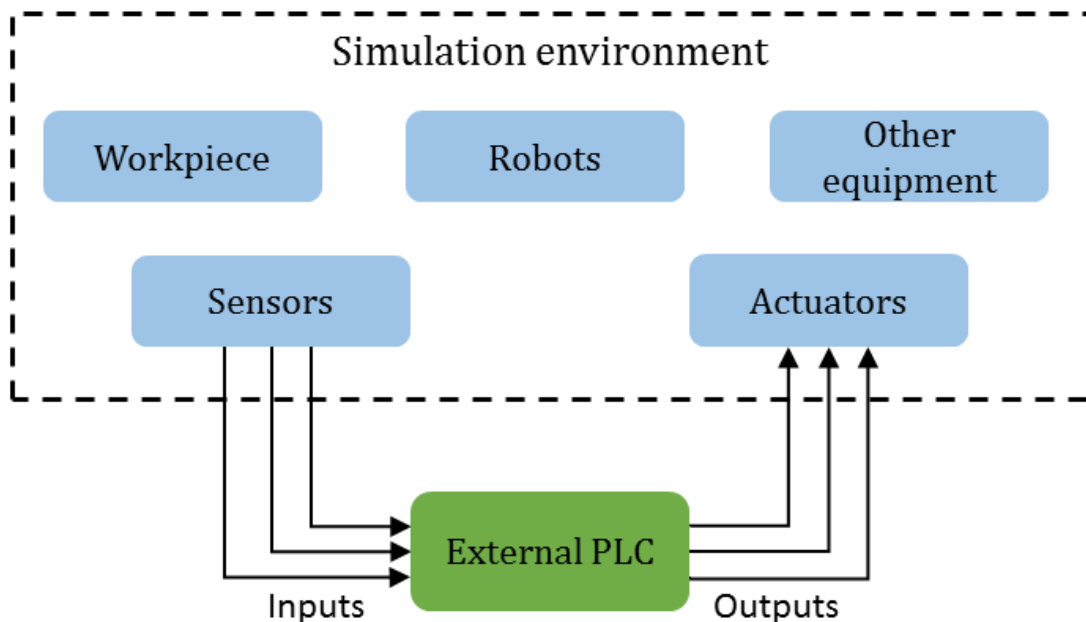 Simulation environment
Workpiece
Robots
Other
equipment
Sensors
Actuators
External PLC
Inputs
Outputs